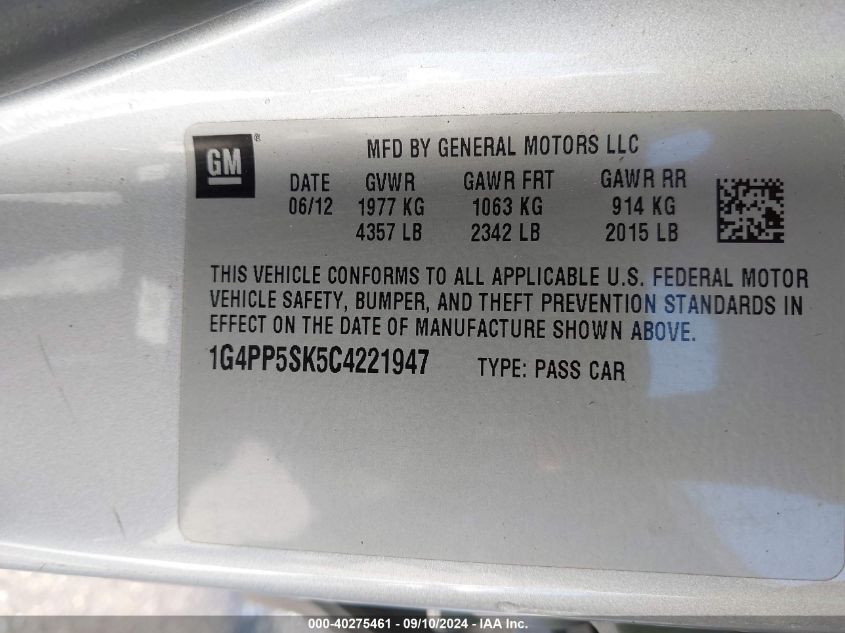 GM ®
MFD BY GENERAL MOTORS LLC
DATE GVWR GAWR FRT GAWR RR
06/12 1977 KG 1063 KG 914 KG
4357 LB 2342 LB 2015 LB
THIS VEHICLE CONFORMS TO ALL APPLICABLE U.S. FEDERAL MOTOR
VEHICLE SAFETY, BUMPER, AND THEFT PREVENTION STANDARDS IN
EFFECT ON THE DATE OF MANUFACTURE SHOWN ABOVE.
1G4PP5SK5C4221947 TYPE: PASS CAR
000-40275461 - 09/10/2024 - IAA Inc.